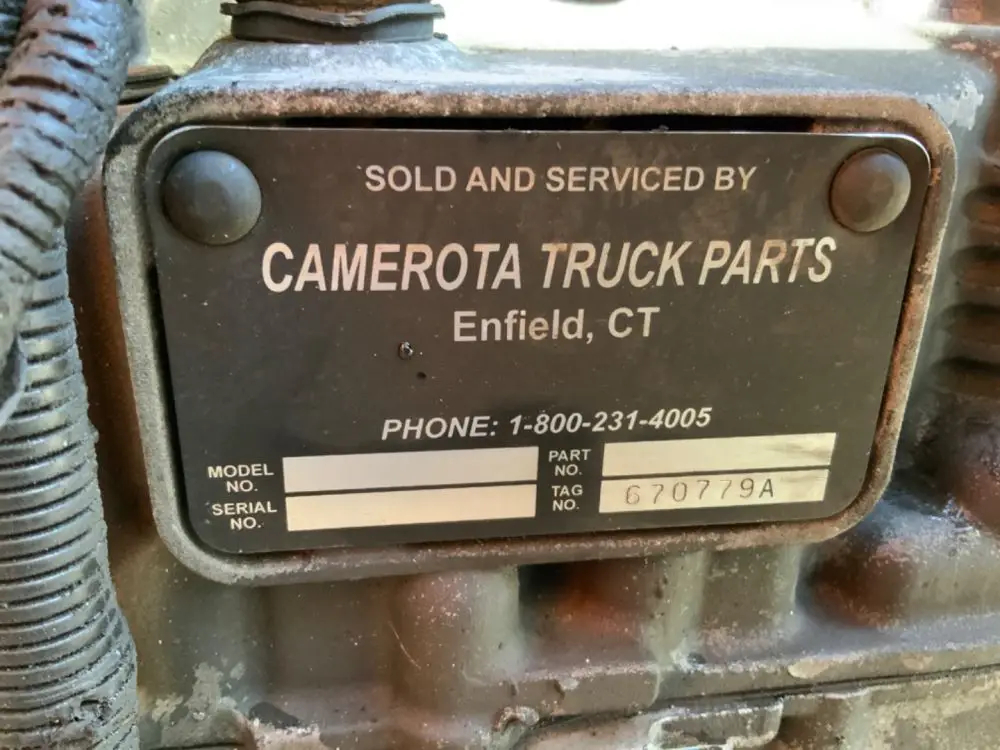 SOLD AND SERVICED BY
CAMEROTA TRUCK PARTS
Enfield, CT
PHONE: 1-800-231-4005
MODEL NO.
PART NO.
SERIAL NO.
TAG NO. 670779A